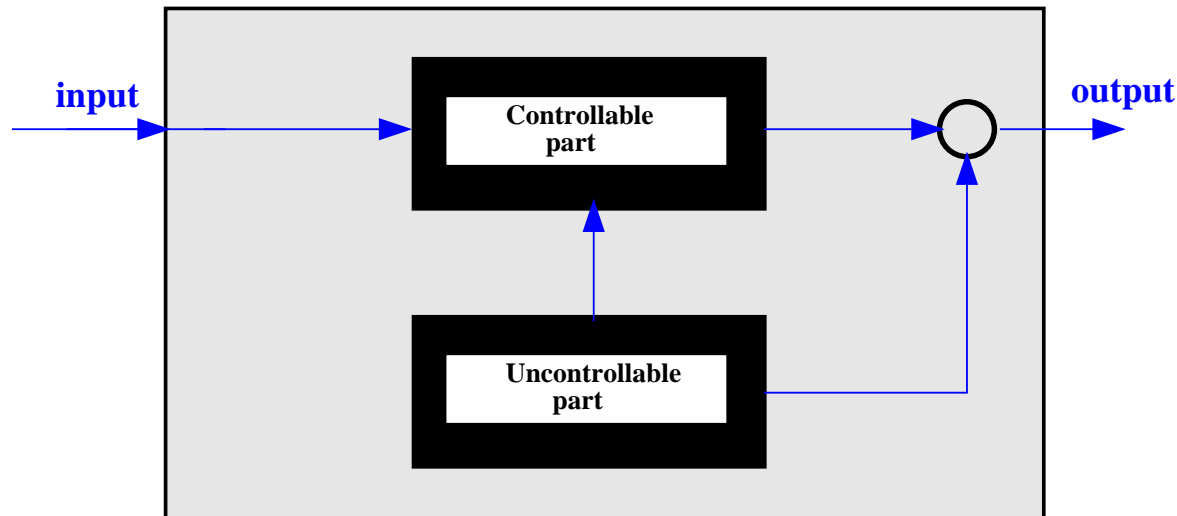 input
Controllable
part
output
Uncontrollable
part